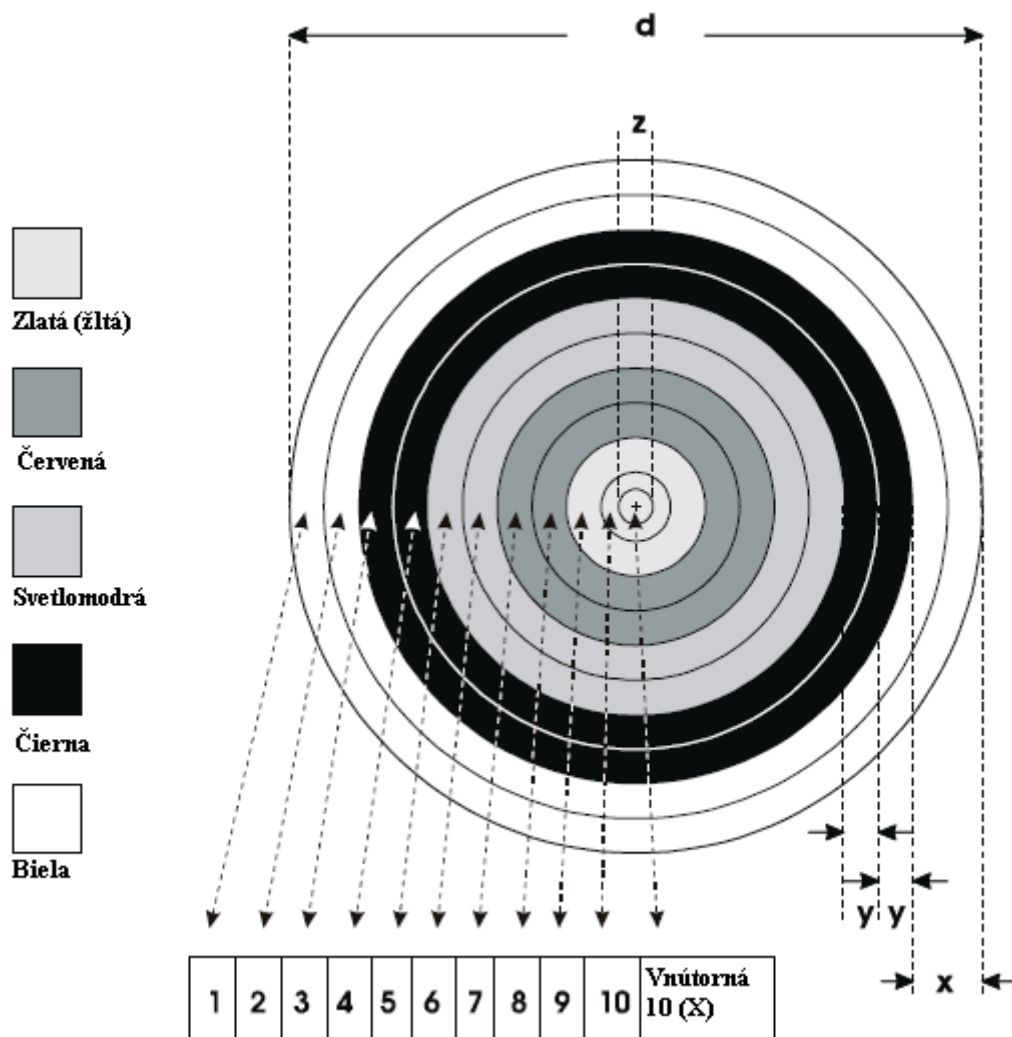 d
z
Zlatá (žltá)
Červená
Svetlomodrá
Čierna
Biela
y y
x
1 2 3 4 5 6 7 8 9 10 Vnútorná
10 (X)